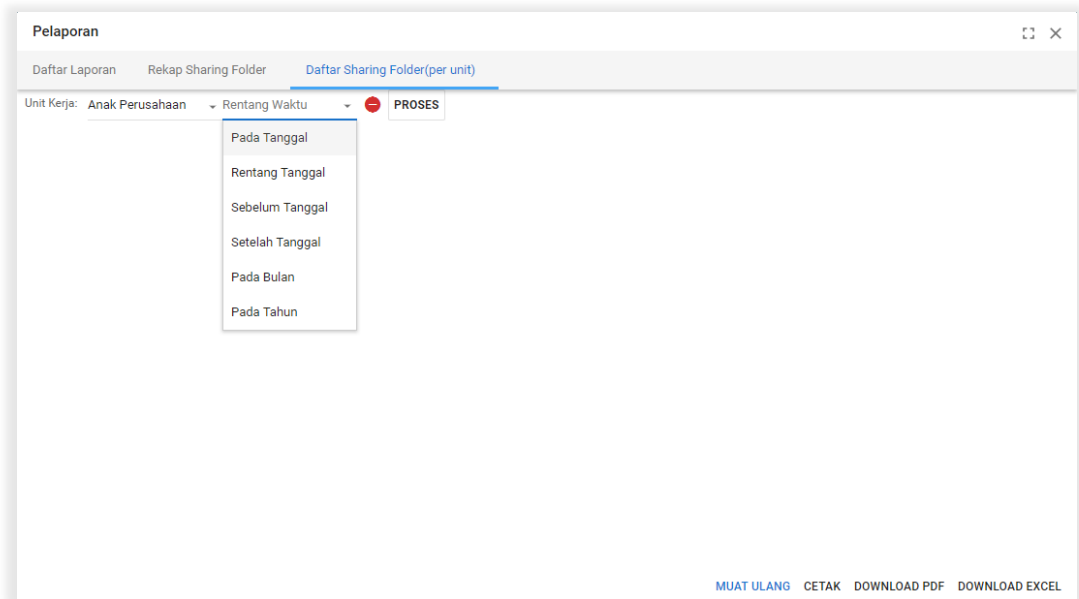 Pelaporan
Daftar Laporan Rekap Sharing Folder Daftar Sharing Folder(per unit)
Unit Kerja: Anak Perusahaan Rentang Waktu PROSES
Pada Tanggal
Rentang Tanggal
Sebelum Tanggal
Setelah Tanggal
Pada Bulan
Pada Tahun
MUAT ULANG CETAK DOWNLOAD PDF DOWNLOAD EXCEL